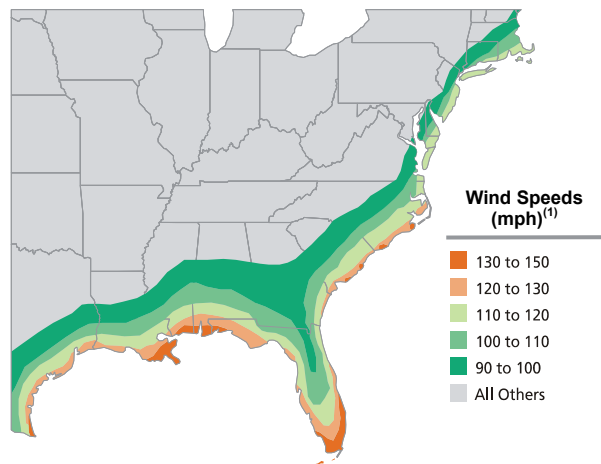 Wind Speeds
(mph)(1)
130 to 150
120 to 130
110 to 120
100 to 110
90 to 100
All Others